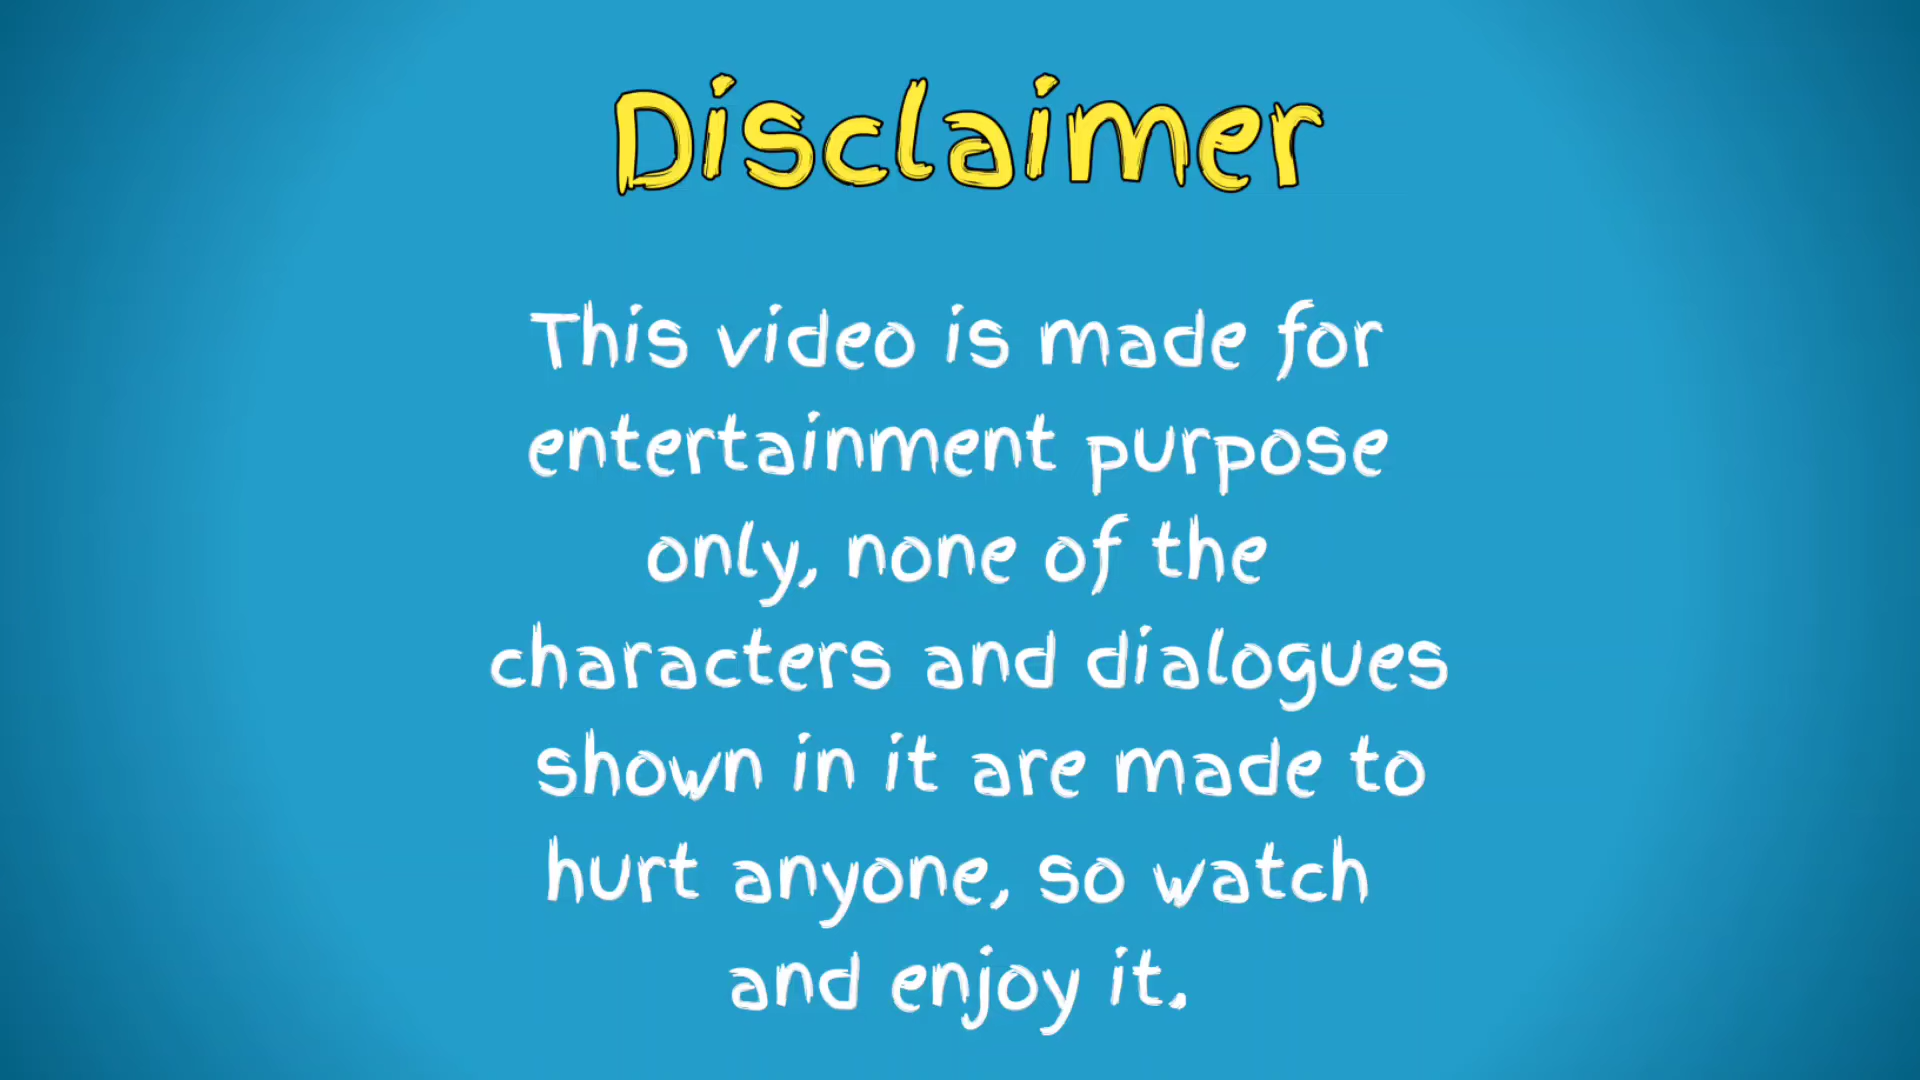 Disclaimer
This video is made for
entertainment purpose
only, none of the
characters and dialogues
shown in it are made to
hurt anyone, so watch
and enjoy it.